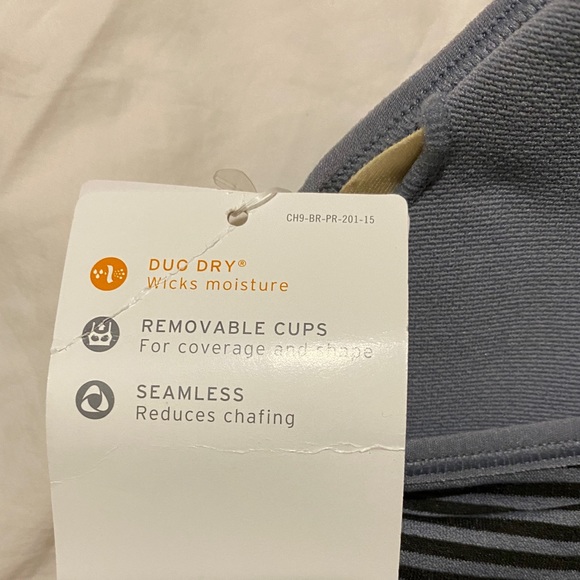 CH9-BR-PR-201-15
DUO DRY®
Wicks moisture
REMOVABLE CUPS
For coverage and shape
SEAMLESS
Reduces chafing